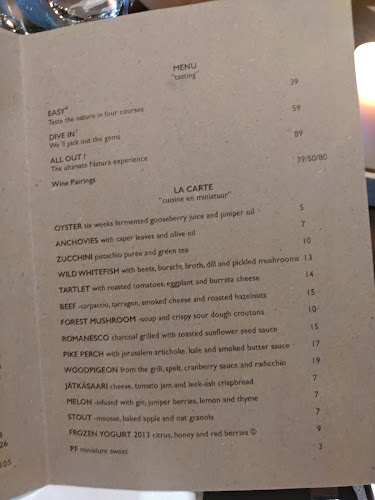 MENU
"tasting"
EASY⁴ 39
Taste the nature in four courses
DIVE IN⁷ 59
We'll pick out the gems
ALL OUT ! 89
The ultimate Natura experience
Wine Pairings 39/50/80
LA CARTE
"cuisine en miniatuur"
OYSTER six weeks fermented gooseberry juice and juniper oil 5
ANCHOVIES with caper leaves and olive oil 7
ZUCCHINI pistachio purée and green tea 10
WILD WHITEFISH with beets, borscht, broth, dill and pickled mushrooms 13
TARTLET with roasted tomatoes, eggplant and burrata cheese 14
BEEF -carpaccio, tarragon, smoked cheese and roasted hazelnuts 15
FOREST MUSHROOM -soup and crispy sour dough croutons 10
ROMANESCO charcoal grilled with toasted sunflower seed sauce 15
PIKE PERCH with jerusalem artichoke, kale and smoked butter sauce 17
WOODPIGEON from the grill, spelt, cranberry sauce and radicchio 19
JÄTKÄSAARI cheese, tomato jam and leek-ash crispbread 7
MELON -infused with gin, juniper berries, lemon and thyme 7
STOUT -mousse, baked apple and oat granola 7
FROZEN YOGURT 2013 citrus, honey and red berries ☺ 9
PF miniature sweet 3